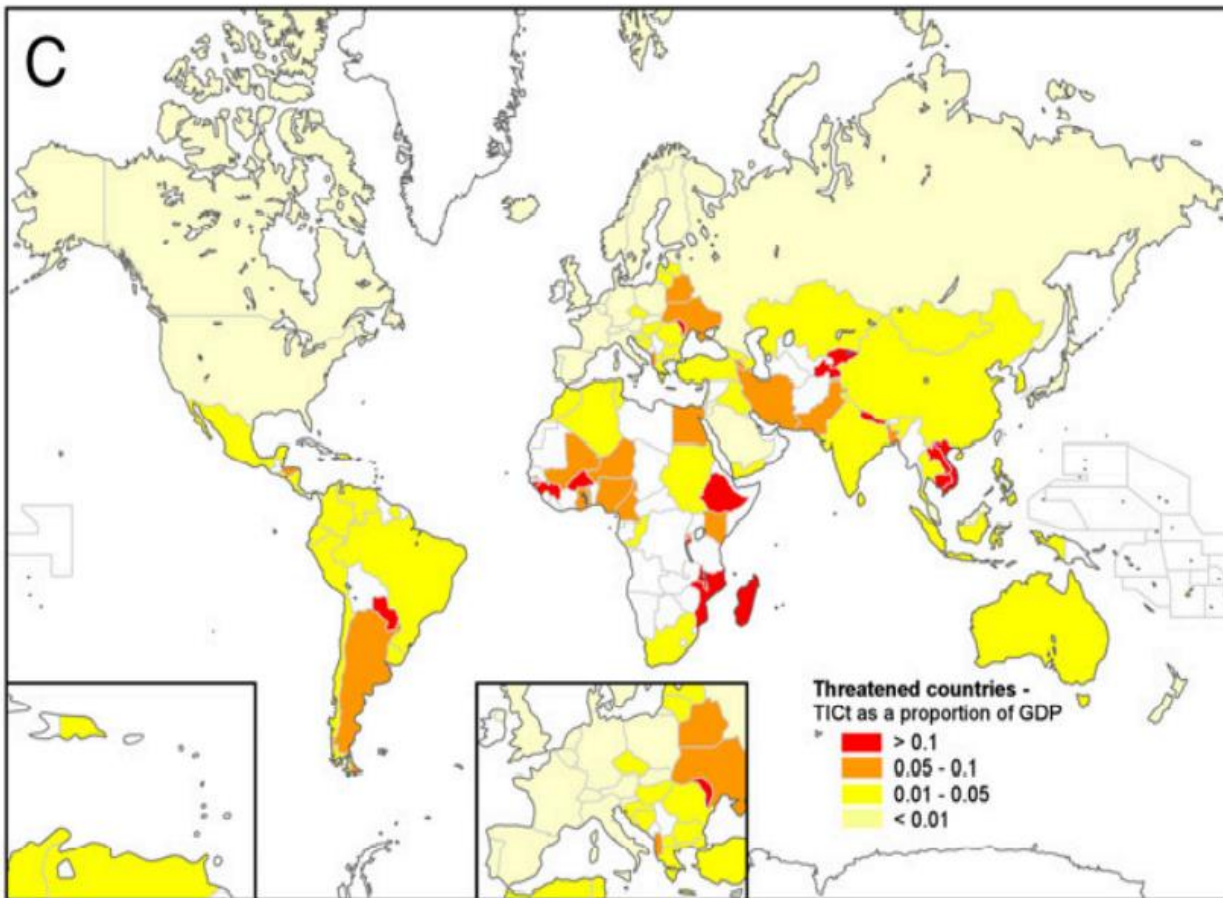 C
Threatened countries -
TICt as a proportion of GDP
> 0.1
0.05 - 0.1
0.01 - 0.05
< 0.01